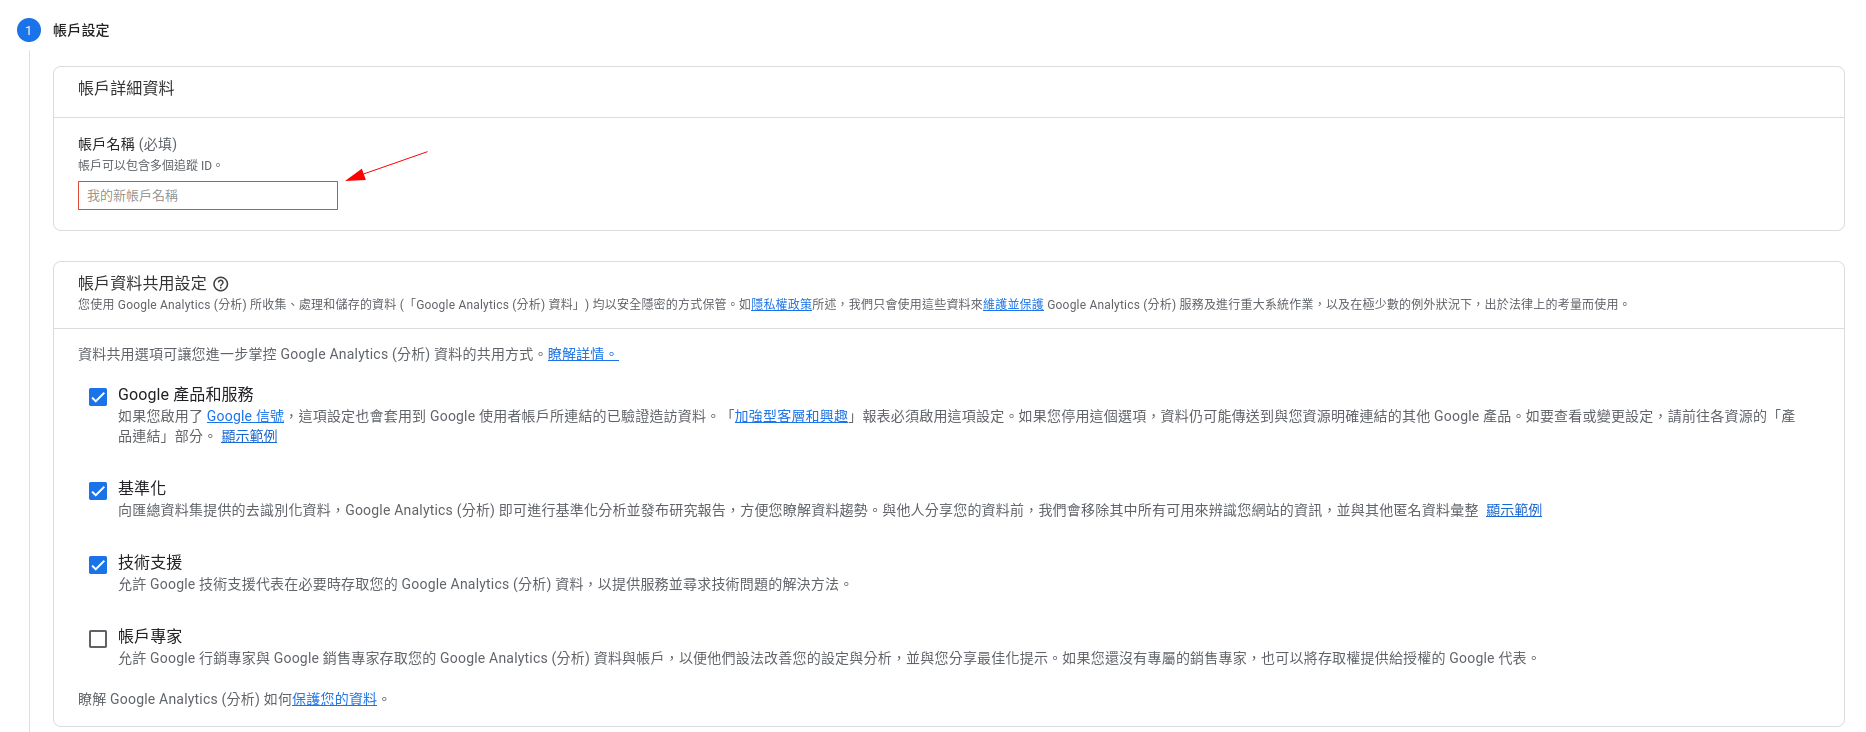 1 帳戶設定
帳戶詳細資料
帳戶名稱 (必填)
帳戶可以包含多個追蹤 ID。
我的新帳戶名稱
帳戶資料共用設定
您使用 Google Analytics (分析) 所收集、處理和儲存的資料 (「Google Analytics (分析) 資料」) 均以安全隱密的方式保管。如隱私權政策所述，我們只會使用這些資料來維護並保護 Google Analytics (分析) 服務及進行重大系統作業，以及在極少數的例外狀況下，出於法律上的考量而使用。
資料共用選項可讓您進一步掌控 Google Analytics (分析) 資料的共用方式。瞭解詳情。
Google 產品和服務
如果您啟用了 Google 信號，這項設定也會套用到 Google 使用者帳戶所連結的已驗證造訪資料。「加強型客層和興趣」報表必須啟用這項設定。如果您停用這個選項，資料仍可能傳送到與您資源明確連結的其他 Google 產品。如要查看或變更設定，請前往各資源的「產
品連結」部分。 顯示範例
基準化
向匯總資料集提供的去識別化資料，Google Analytics (分析) 即可進行基準化分析並發布研究報告，方便您瞭解資料趨勢。與他人分享您的資料前，我們會移除其中所有可用來辨識您網站的資訊，並與其他匿名資料彙整 顯示範例
技術支援
允許 Google 技術支援代表在必要時存取您的 Google Analytics (分析) 資料，以提供服務並尋求技術問題的解決方法。
帳戶專家
允許 Google 行銷專家與 Google 銷售專家存取您的 Google Analytics (分析) 資料與帳戶，以便他們設法改善您的設定與分析，並與您分享最佳化提示。如果您還沒有專屬的銷售專家，也可以將存取權提供給授權的 Google 代表。
瞭解 Google Analytics (分析) 如何保護您的資料。